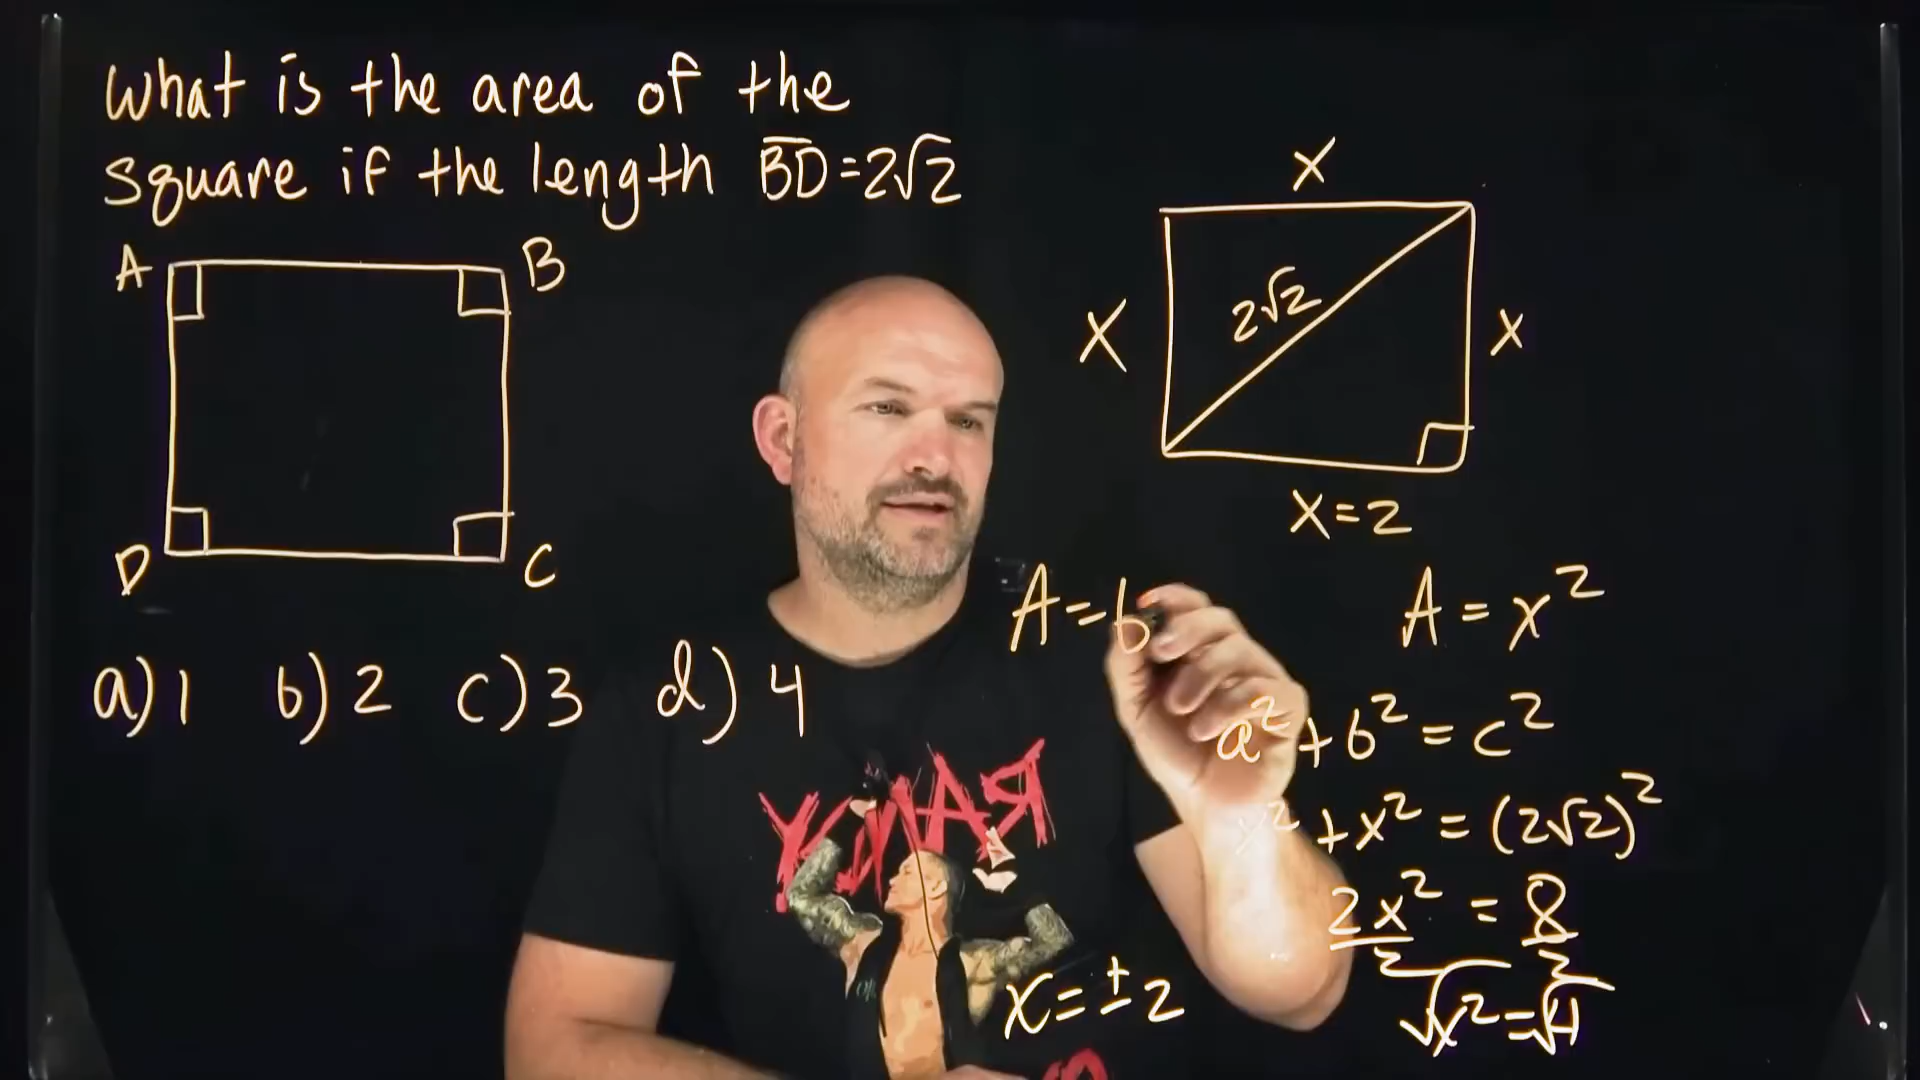 What is the area of the
square if the length BD=2√2
A
B
D
C
a) 1 b) 2 c) 3 d) 4
X
X
2√2
X
X=2
A=b
A = x²
a² + b² = c²
x² + x² = (2√2)²
2x² = 8
2 2
√x² = √4
x = ±2